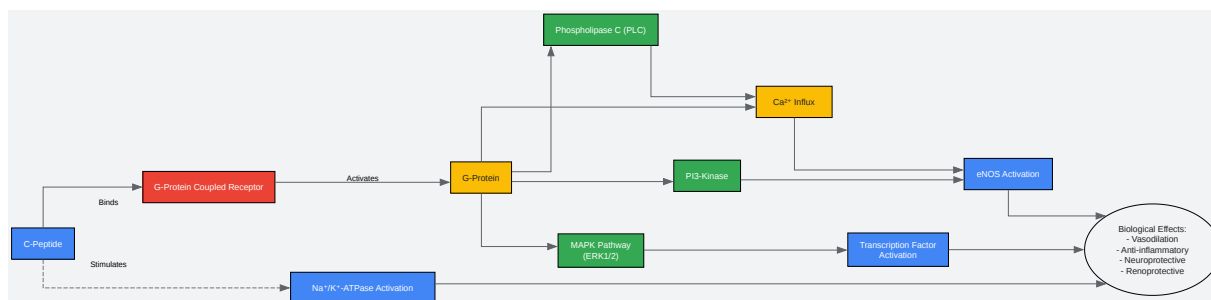 Phospholipase C (PLC)
Ca²⁺ Influx
G-Protein Coupled Receptor
Activates
G-Protein
PI3-Kinase
eNOS Activation
Binds
C-Peptide
MAPK Pathway
(ERK1/2)
Transcription Factor
Activation
Biological Effects:
- Vasodilation
- Anti-inflammatory
- Neuroprotective
- Renoprotective
Stimulates
Na⁺/K⁺-ATPase Activation